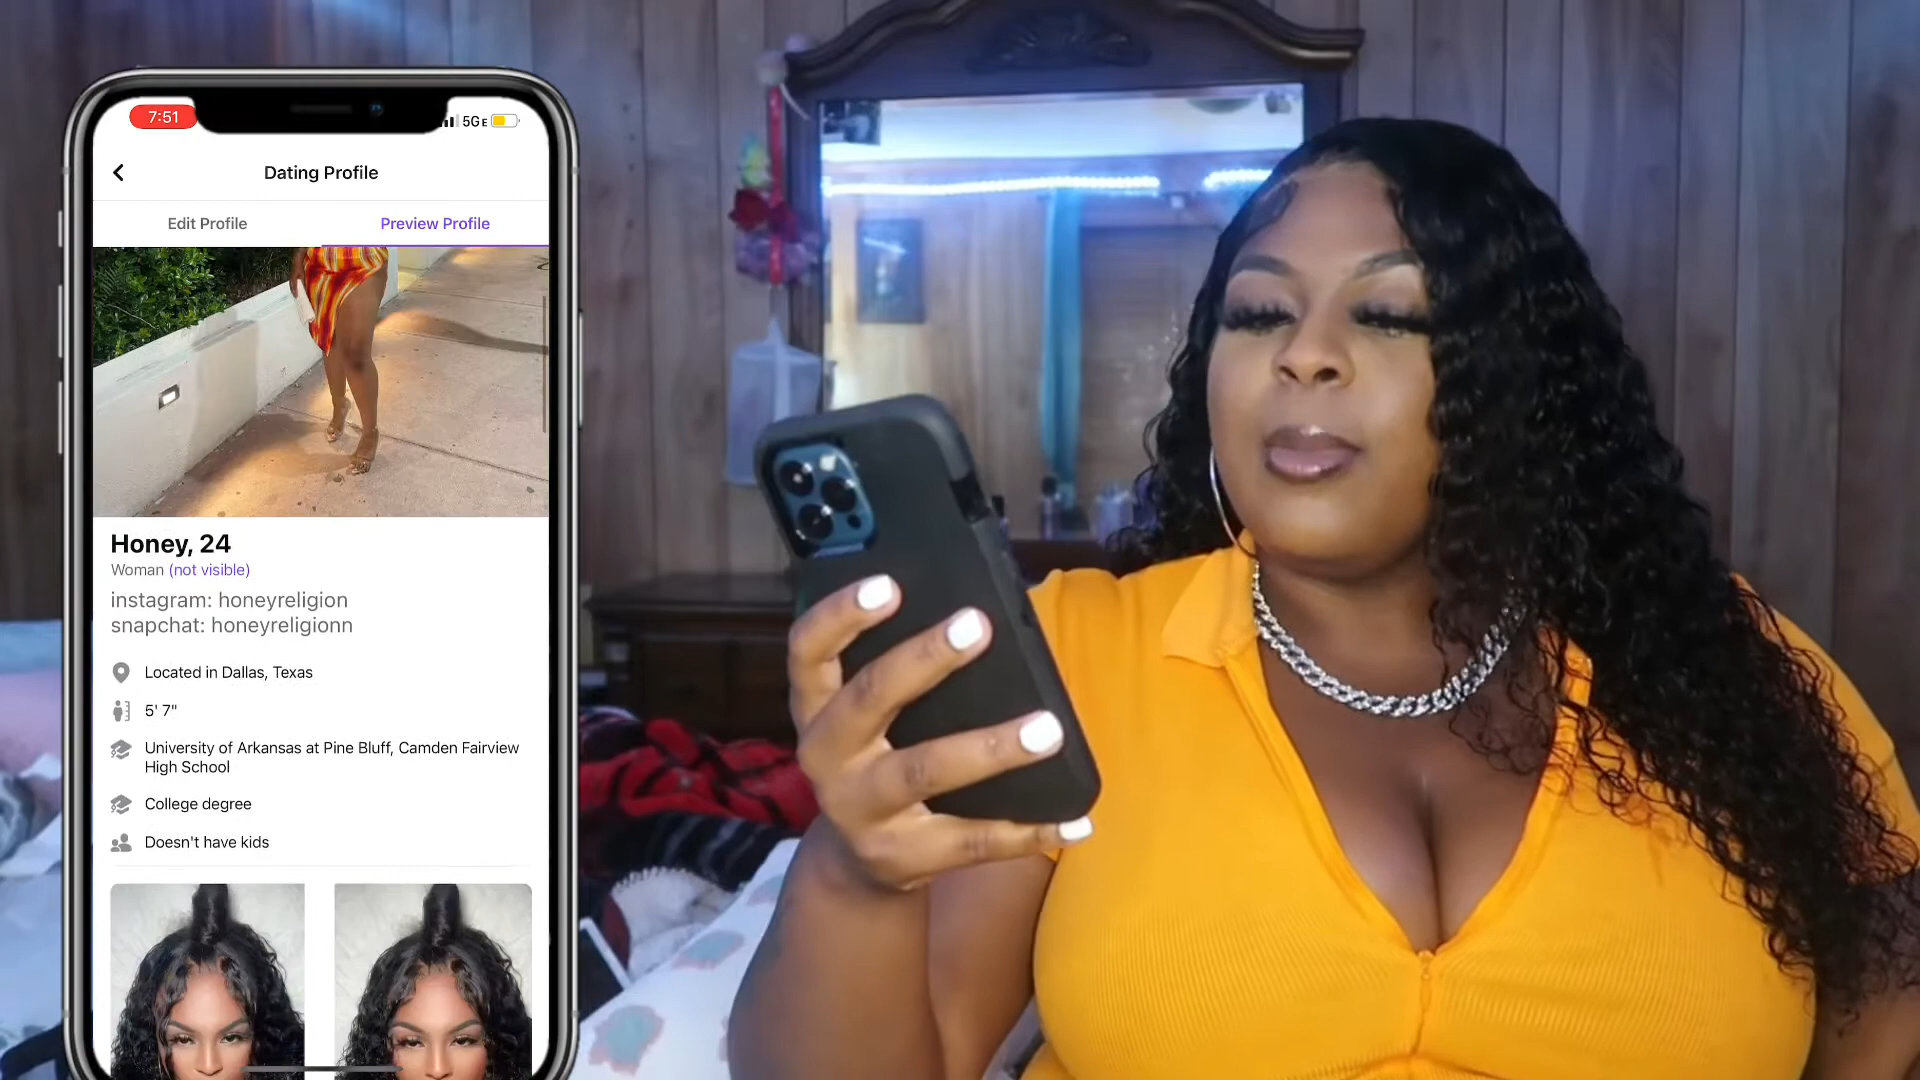 7:51
5GE
Dating Profile
Edit Profile
Preview Profile
Honey, 24
Woman (not visible)
instagram: honeyreligion
snapchat: honeyreligionn
Located in Dallas, Texas
5' 7"
University of Arkansas at Pine Bluff, Camden Fairview
High School
College degree
Doesn't have kids